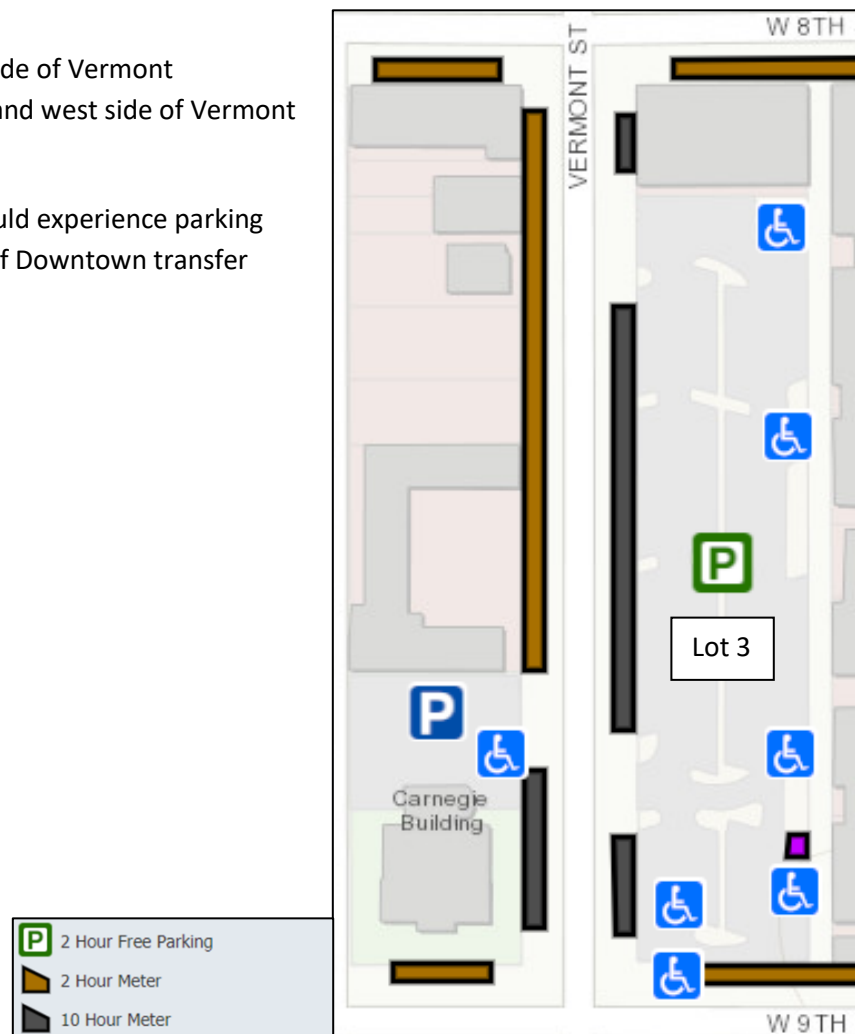 de of Vermont
and west side of Vermont
uld experience parking
f Downtown transfer
W 8TH
VERMONT ST
P
Lot 3
P
Carnegie
Building
P 2 Hour Free Parking
2 Hour Meter
10 Hour Meter
W 9TH